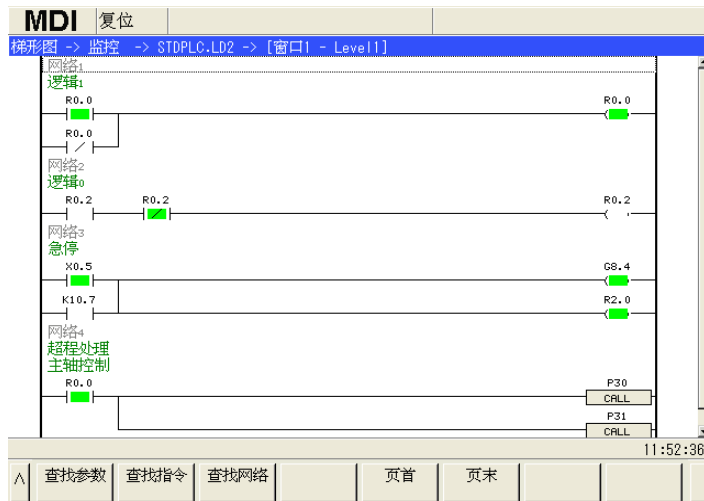 MDI 复位
梯形图 -> 监控 -> STDPLC.LD2 -> [窗口1 - Level1]
网络1
逻辑1
R0.0 R0.0
R0.0
网络2
逻辑0
R0.2 R0.2 R0.2
网络3
急停
X0.5 G8.4
K10.7 R2.0
网络4
超程处理
主轴控制
R0.0 P30
CALL
P31
CALL
11:52:36
∧ 查找参数 查找指令 查找网络 页首 页末